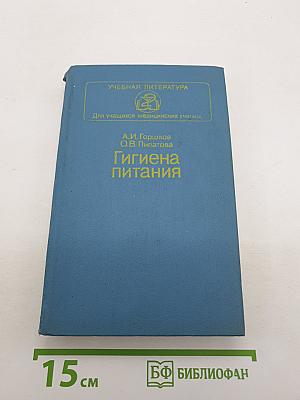 УЧЕБНАЯ ЛИТЕРАТУРА
Для учащихся медицинских училищ
А.И. Горшков
О.В. Липатова
Гигиена
питания
15 см
БФ БИБЛИОФАН